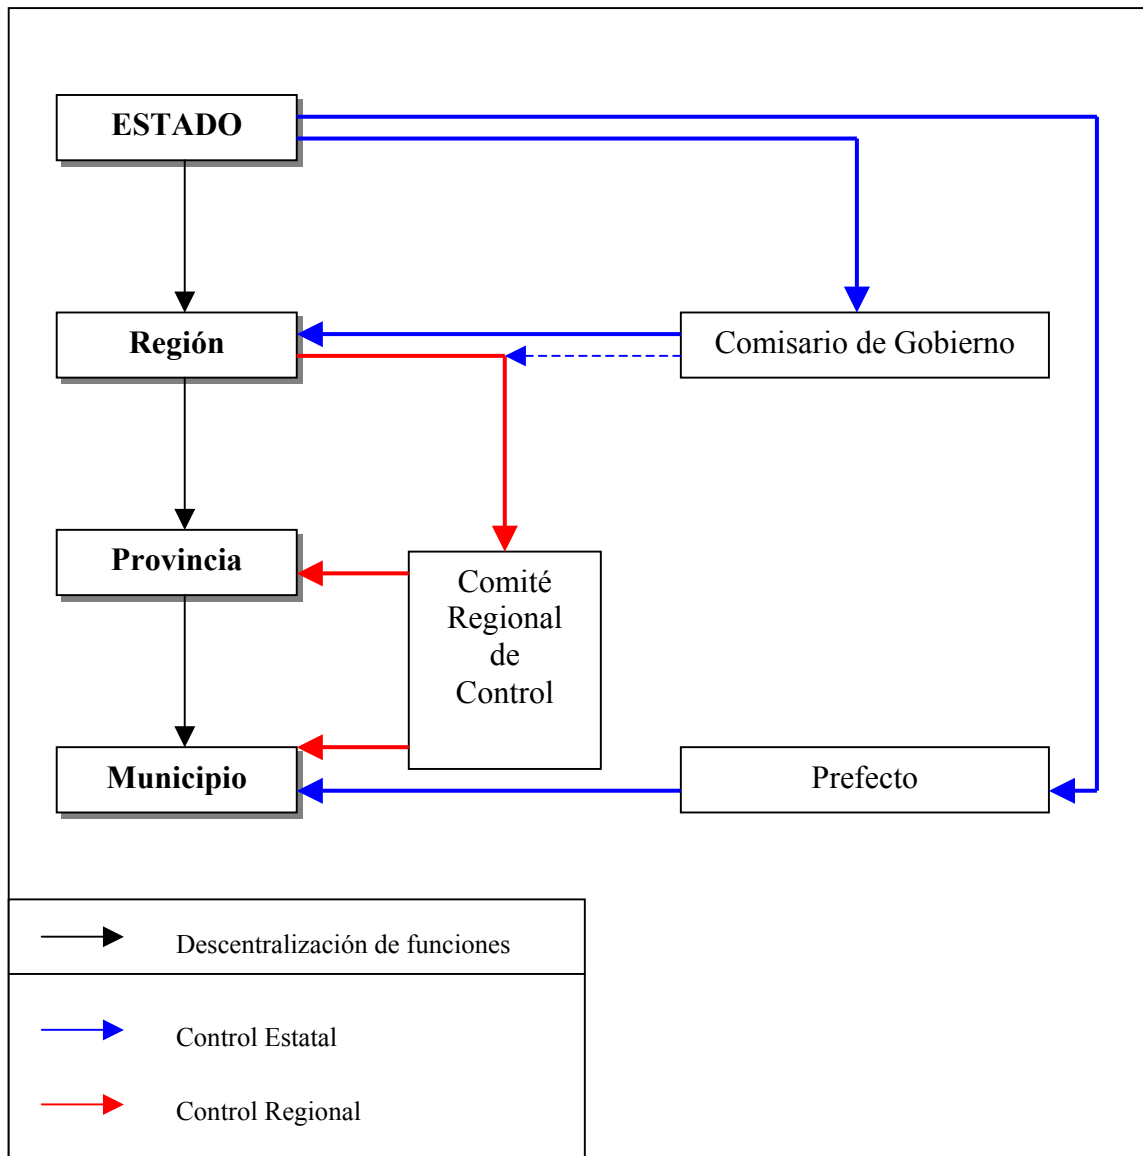 ESTADO
Región
Comisario de Gobierno
Provincia
Comité
Regional
de
Control
Municipio
Prefecto
Descentralización de funciones
Control Estatal
Control Regional